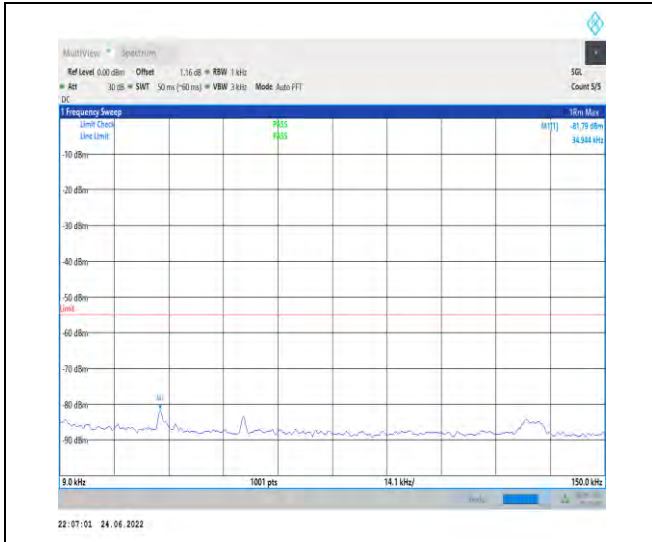 MultiView Spectrum
Ref Level 0.00 dBm Offset 1.16 dB RBW 1 kHz SGL
Att 30 dB SWT 50 ms (~60 ms) VBW 3 kHz Mode Auto FFT Count 5/5
DC
1 Frequency Sweep 1Rm Max
Limit Check PASS M1[1] -81.79 dBm
Line Limit PASS 34.944 kHz
-10 dBm
-20 dBm
-30 dBm
-40 dBm
-50 dBm
Limit
-60 dBm
-70 dBm
M1
-80 dBm
-90 dBm
9.0 kHz 1001 pts 14.1 kHz/ 150.0 kHz
22:07:01 24.06.2022